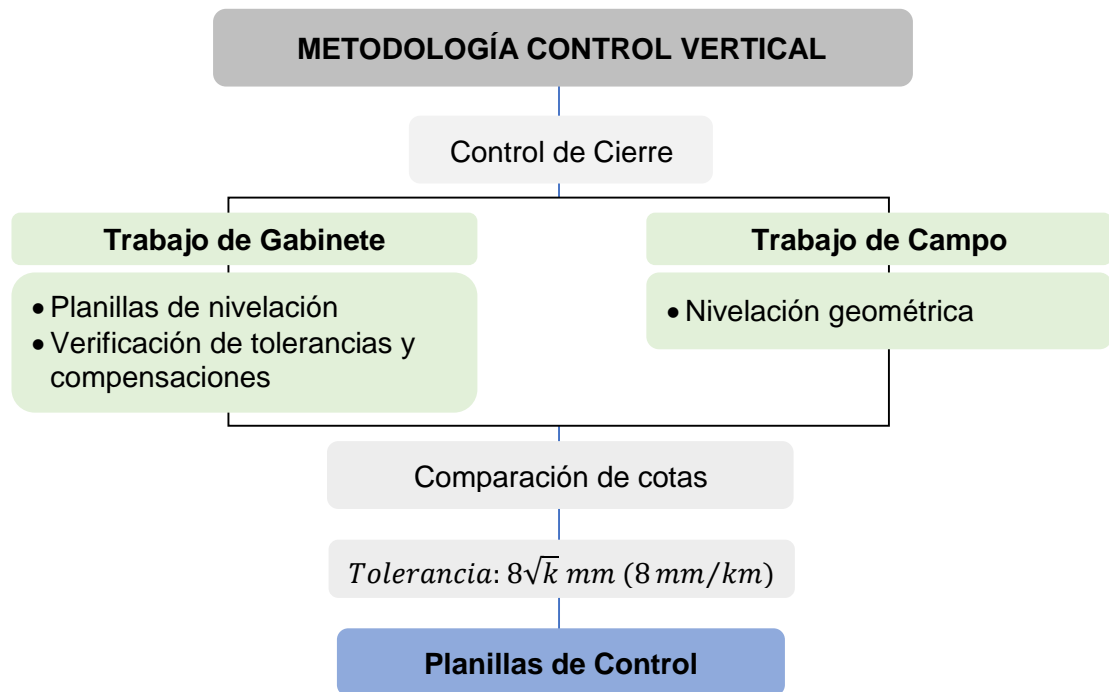 METODOLOGÍA CONTROL VERTICAL
Control de Cierre
Trabajo de Gabinete
• Planillas de nivelación
• Verificación de tolerancias y
compensaciones
Trabajo de Campo
• Nivelación geométrica
Comparación de cotas
Tolerancia: 8√k mm (8 mm/km)
Planillas de Control